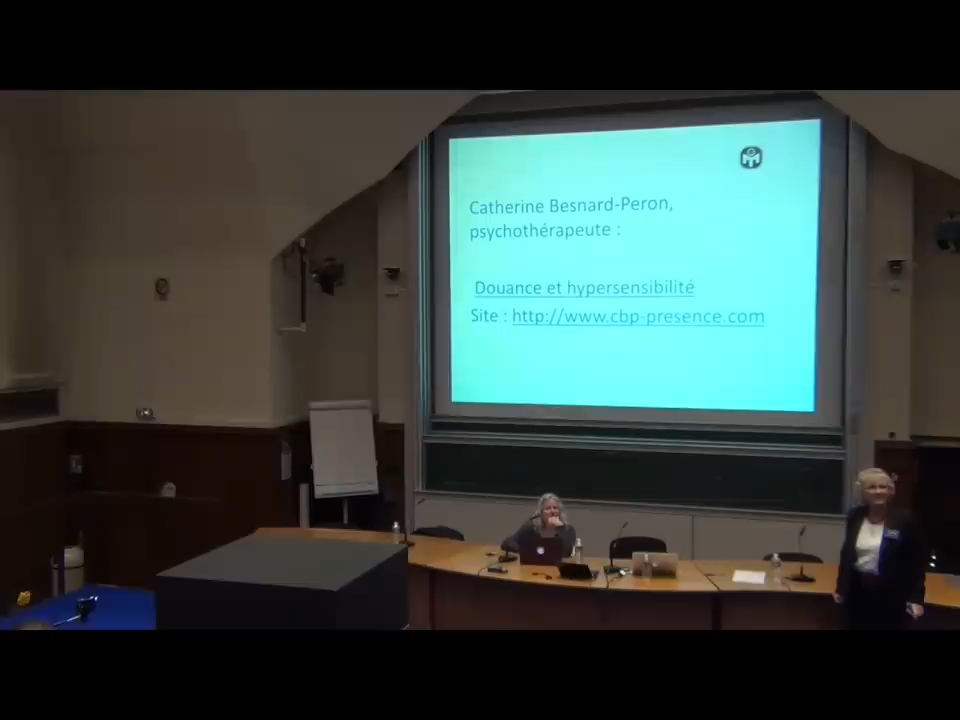 Catherine Besnard-Peron,
psychothérapeute :
Douance et hypersensibilité
Site : http://www.cbp-presence.com